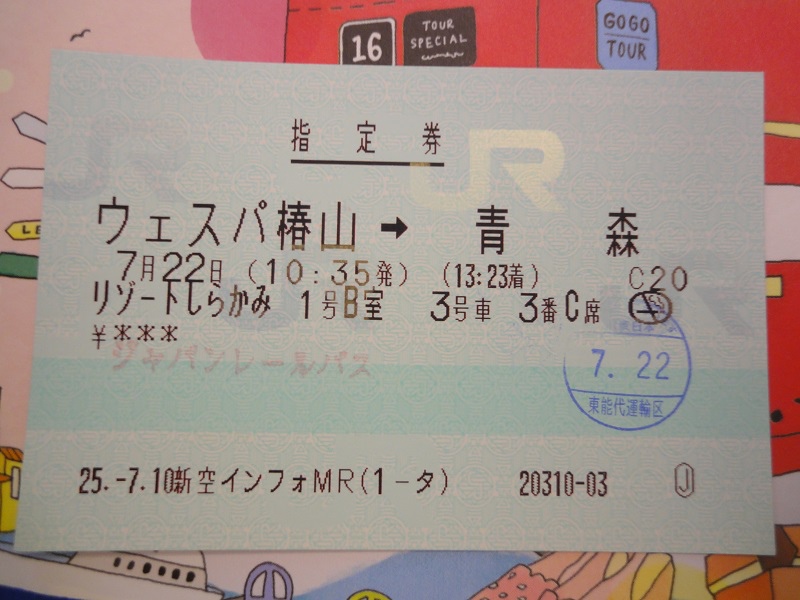 16
TOUR
SPECIAL
GOGO
TOUR
指定券
JR
ウェスパ椿山 → 青森
7月22日 (10:35発) (13:23着) C20
リゾートしらかみ 1号B室 3号車 3番C席
¥***
ジャパンレールパス
7.22
東能代運輸区
25.-7.10新空インフォMR(1-タ) 20310-03